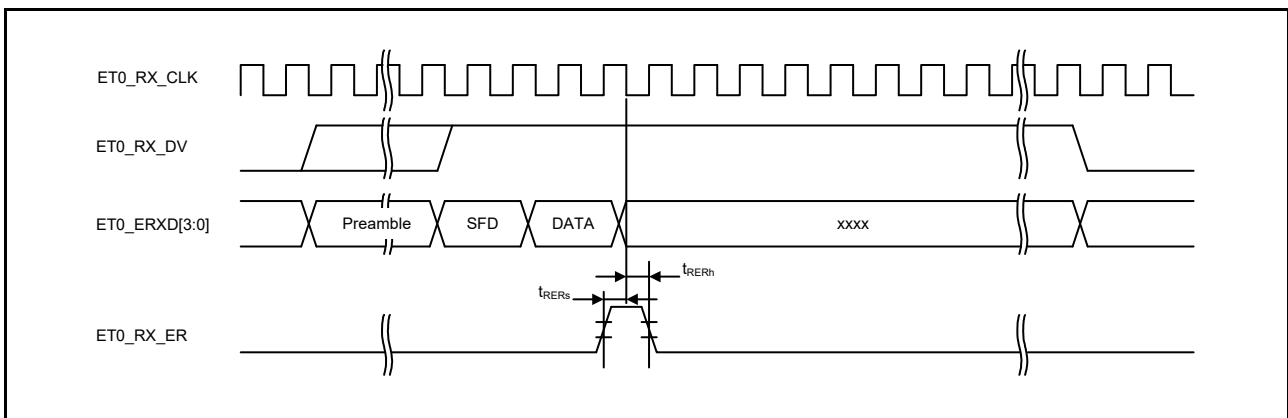 ET0_RX_CLK
ET0_RX_DV
ET0_ERXD[3:0] Preamble SFD DATA xxxx
tRERh
tRERs
ET0_RX_ER